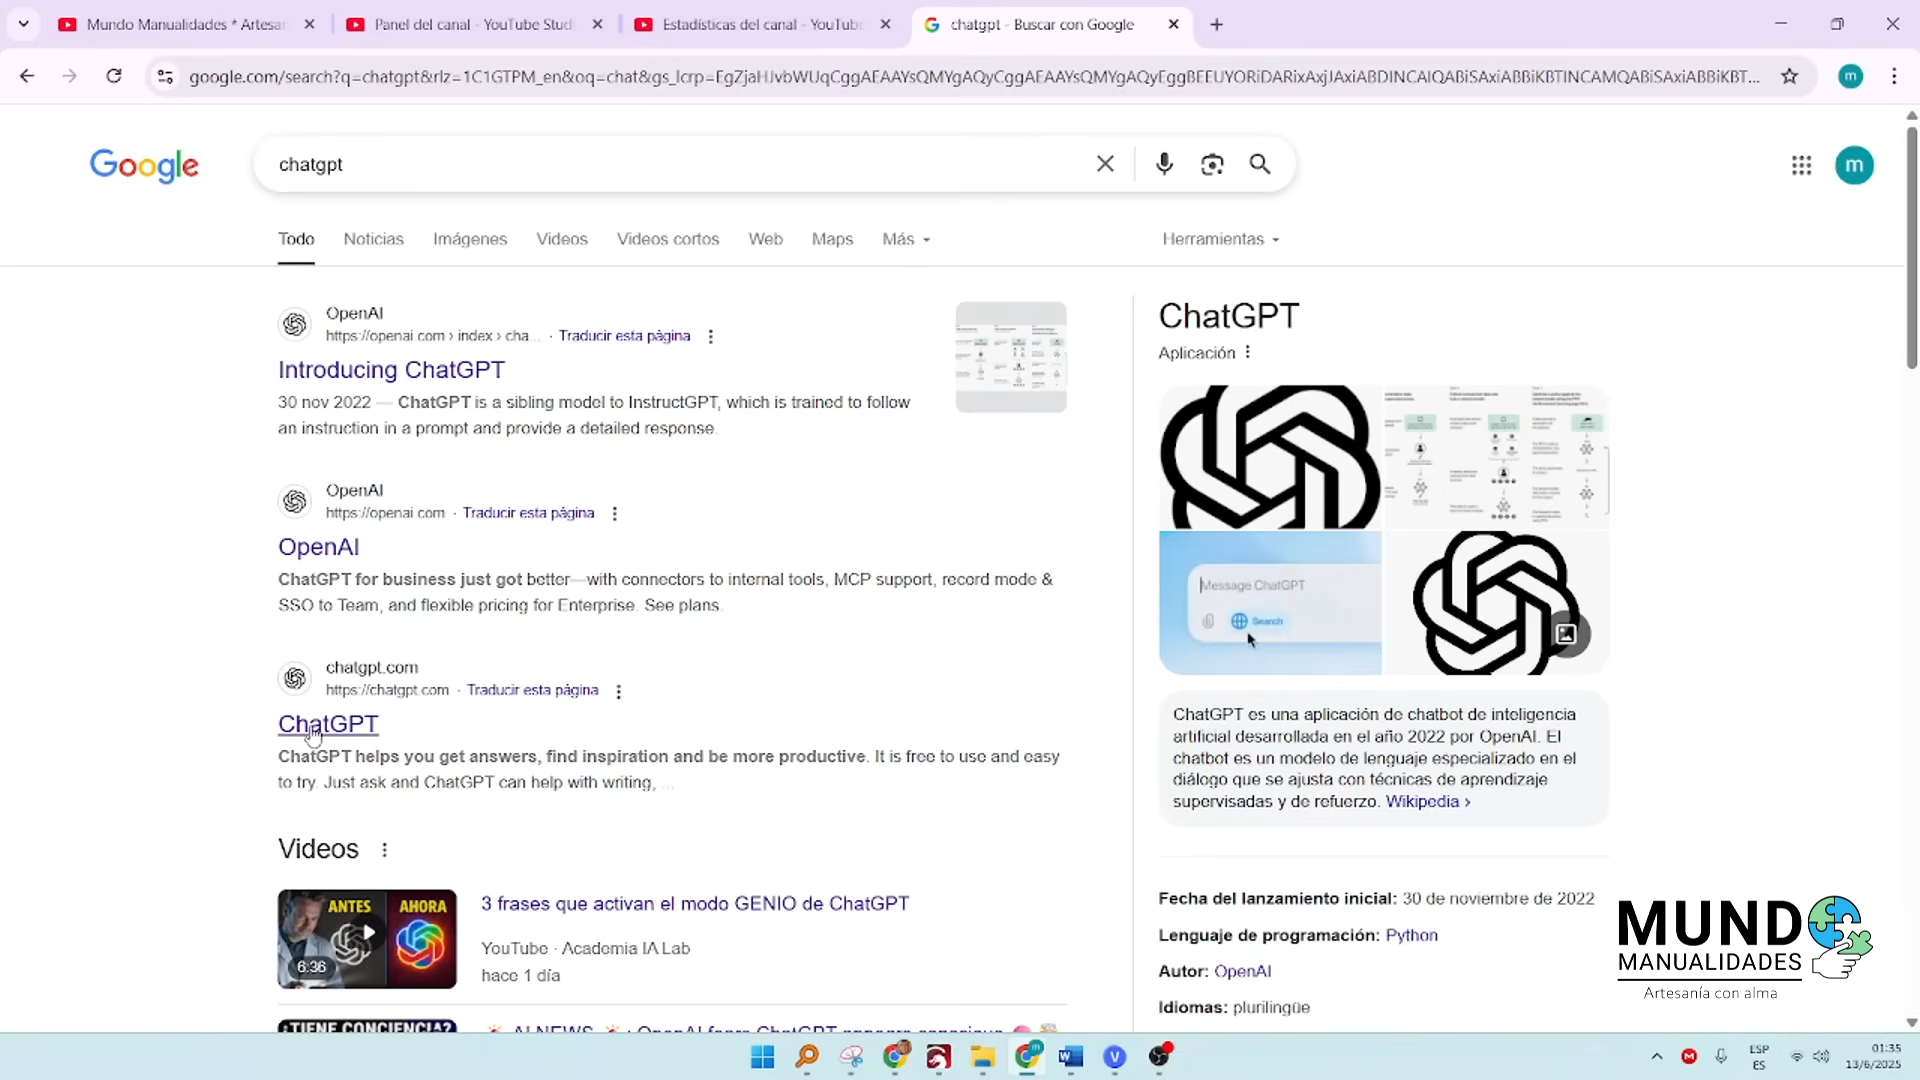 Mundo Manualidades * Artesa
Panel del canal - YouTube Stud
Estadísticas del canal - YouTub
chatgpt - Buscar con Google
google.com/search?q=chatgpt&rlz=1C1GTPM_en&oq=chat&gs_lcrp=
m
Google
chatgpt
m
Todo
Noticias
Imágenes
Videos
Videos cortos
Web
Maps
Más
Herramientas
OpenAI
https://openai.com › index › cha... · Traducir esta página
Introducing ChatGPT
30 nov 2022 — ChatGPT is a sibling model to InstructGPT, which is trained to follow
an instruction in a prompt and provide a detailed response.
OpenAI
https://openai.com · Traducir esta página
OpenAI
ChatGPT for business just got better—with connectors to internal tools, MCP support, record mode &
SSO to Team, and flexible pricing for Enterprise. See plans.
chatgpt.com
https://chatgpt.com · Traducir esta página
ChatGPT
ChatGPT helps you get answers, find inspiration and be more productive. It is free to use and easy
to try. Just ask and ChatGPT can help with writing, ...
Videos
ANTES
AHORA
6:36
3 frases que activan el modo GENIO de ChatGPT
YouTube · Academia IA Lab
hace 1 día
¿TIENE CONCIENCIA?
ChatGPT
Aplicación
Message ChatGPT
Search
ChatGPT es una aplicación de chatbot de inteligencia
artificial desarrollada en el año 2022 por OpenAI. El
chatbot es un modelo de lenguaje especializado en el
diálogo que se ajusta con técnicas de aprendizaje
supervisadas y de refuerzo. Wikipedia ›
Fecha del lanzamiento inicial: 30 de noviembre de 2022
Lenguaje de programación: Python
Autor: OpenAI
Idiomas: plurilingüe
MUNDO
MANUALIDADES
Artesanía con alma
ESP
ES
01:35
13/6/2025